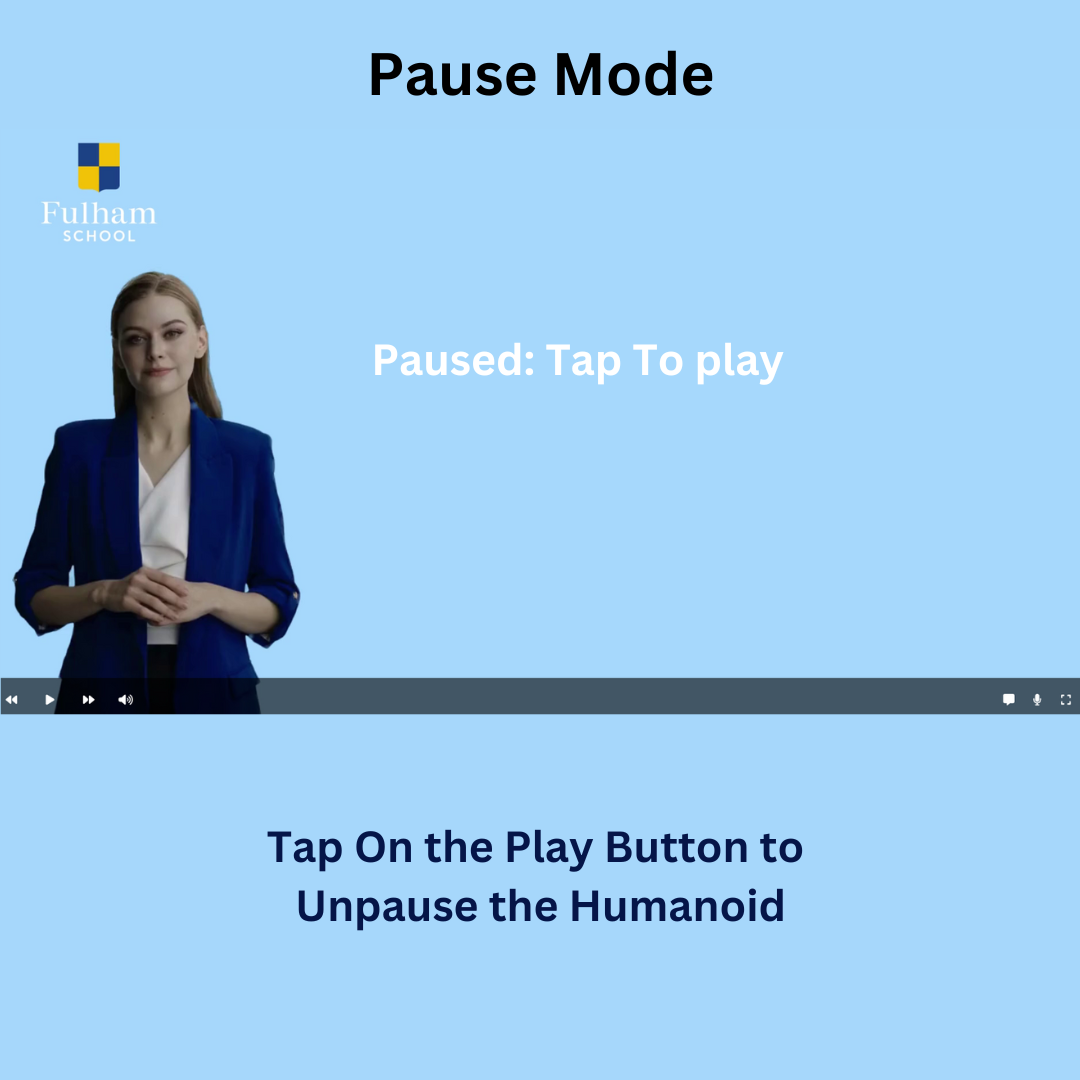 Pause Mode
Fulham
SCHOOL
Paused: Tap To play
Tap On the Play Button to
Unpause the Humanoid